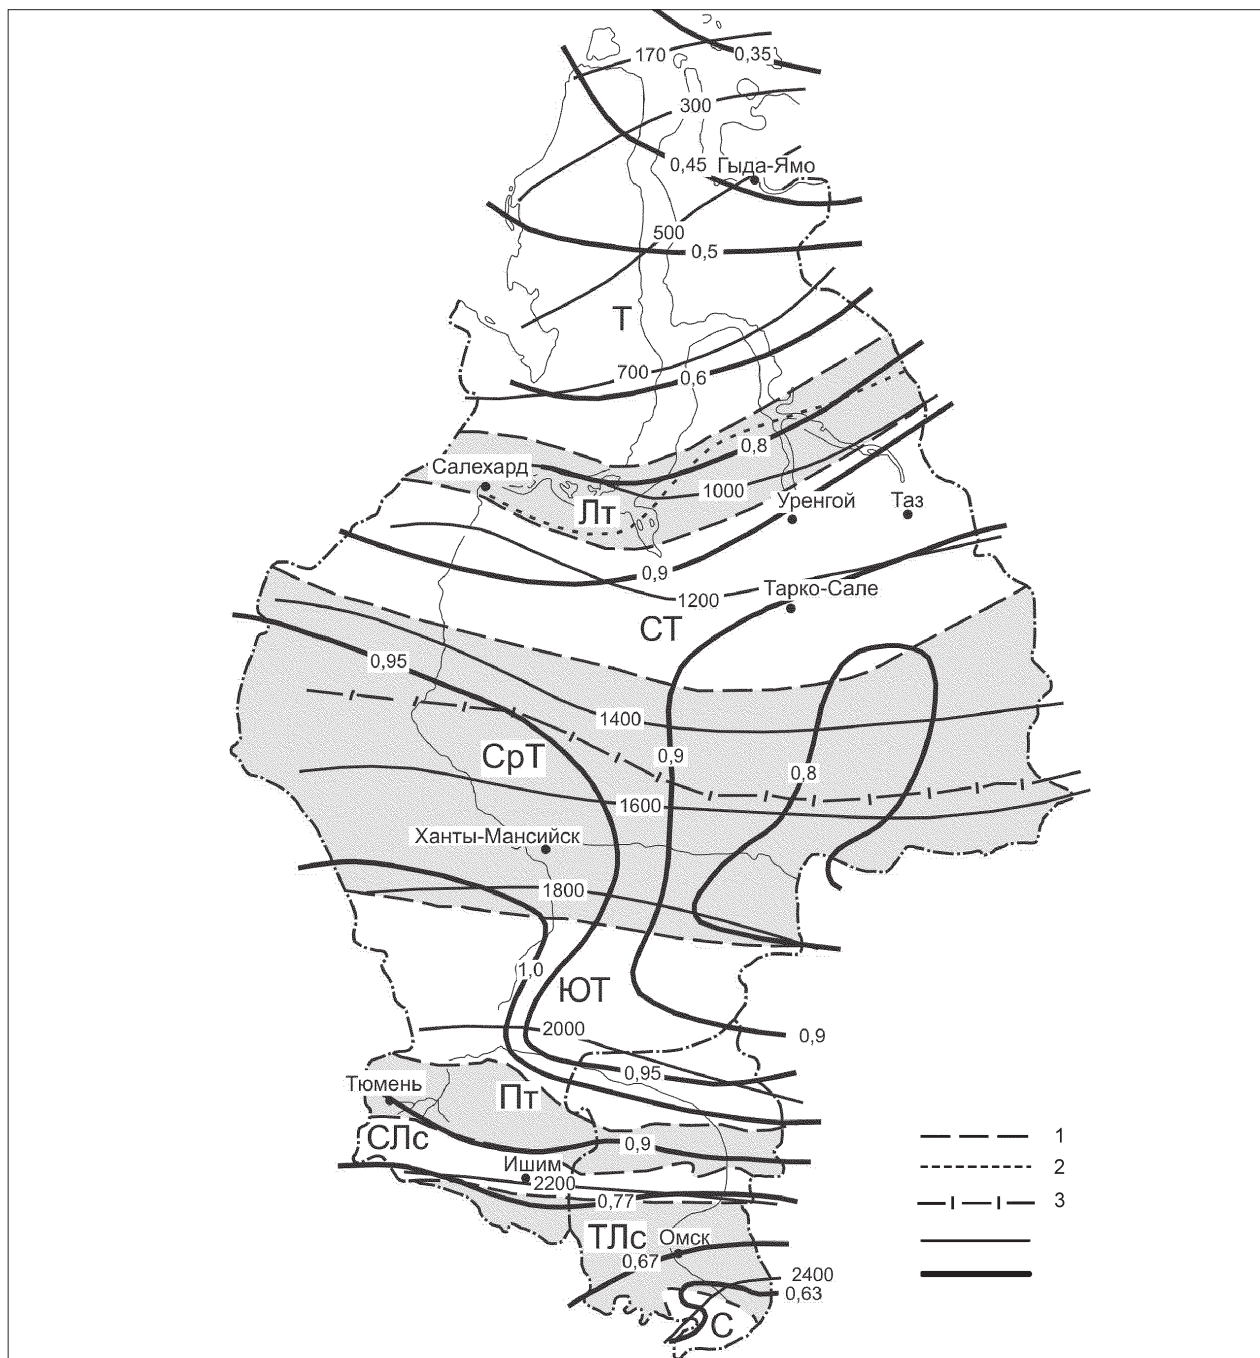 170
0,35
300
0,45
Гыда-Ямо
500
0,5
Т
700
0,6
0,8
Салехард
1000
Лт
Уренгой
Таз
0,9
Тарко-Сале
1200
СТ
0,95
1400
СрТ
0,9
0,8
1600
Ханты-Мансийск
1800
1,0
ЮТ
2000
0,9
0,95
Тюмень
Пт
СЛс
0,9
1
Ишим
2
2200
0,77
3
ТЛс
Омск
0,67
2400
0,63
С